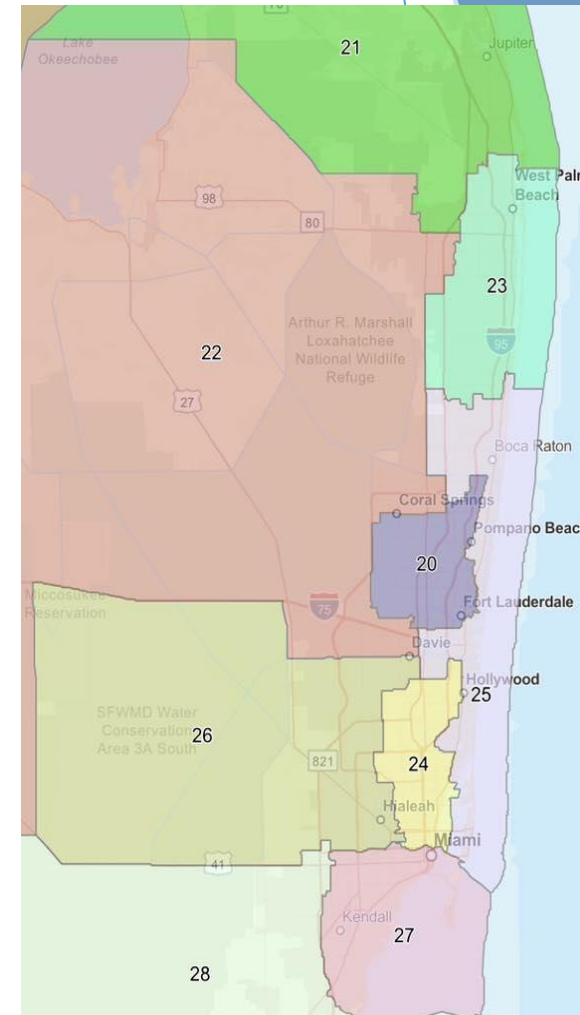 70
21
Lake
Okeechobee
Jupiter
98
West Palm
Beach
80
23
Arthur R. Marshall
Loxahatchee
National Wildlife
Refuge
95
22
27
Boca Raton
Coral Springs
Pompano Beac
20
Miccosukee
Reservation
75
Fort Lauderdale
Davie
Hollywood
25
SFWMD Water
Conservation
Area 3A South
26
821
24
Hialeah
Miami
41
Kendall
27
28